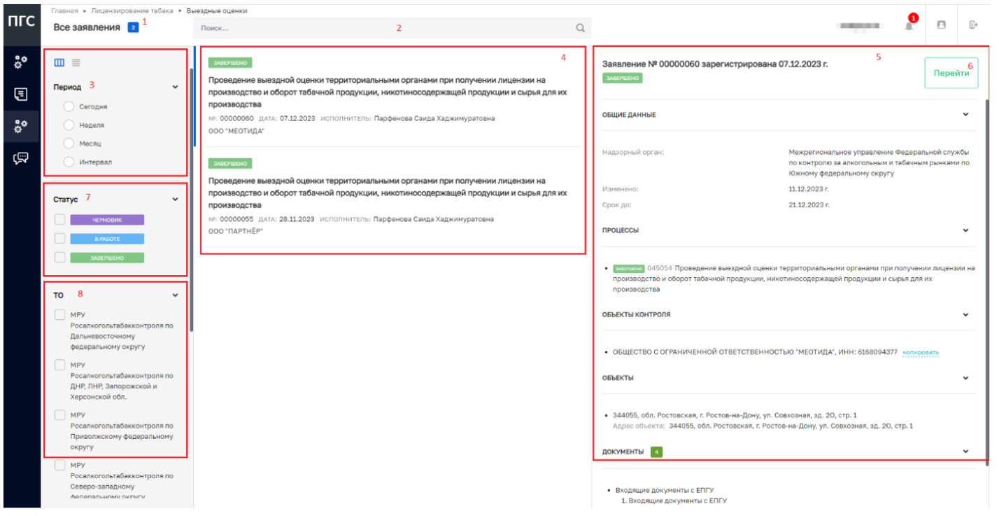 ПГС
Главная ▸ Лицензирование табака ▸ Выездные оценки
Все заявления 2 1
Поиск... 2
1
Период 3
Сегодня
Неделя
Месяц
Интервал
Статус 7
ЧЕРНОВИК
В РАБОТЕ
ЗАВЕРШЕНО
ТО 8
МРУ
Росалкогольтабакконтроля по
Дальневосточному
федеральному округу
МРУ
Росалкогольтабакконтроля по
ДНР, ЛНР, Запорожской и
Херсонской обл.
МРУ
Росалкогольтабакконтроля по
Приволжскому федеральному
округу
МРУ
Росалкогольтабакконтроля по
Северо-западному
федеральному округу
ЗАВЕРШЕНО 4
Проведение выездной оценки территориальными органами при получении лицензии на
производство и оборот табачной продукции, никотиносодержащей продукции и сырья для их
производства
№: 00000060 ДАТА: 07.12.2023 ИСПОЛНИТЕЛЬ: Парфенова Саида Хаджимуратовна
ООО "МЕОТИДА"
ЗАВЕРШЕНО
Проведение выездной оценки территориальными органами при получении лицензии на
производство и оборот табачной продукции, никотиносодержащей продукции и сырья для их
производства
№: 00000055 ДАТА: 28.11.2023 ИСПОЛНИТЕЛЬ: Парфенова Саида Хаджимуратовна
ООО "ПАРТНЁР"
5
Заявление № 00000060 зарегистрирована 07.12.2023 г.
ЗАВЕРШЕНО
6
Перейти
ОБЩИЕ ДАННЫЕ
Надзорный орган: Межрегиональное управление Федеральной службы
по контролю за алкогольным и табачным рынками по
Южному федеральному округу
Изменено: 11.12.2023 г.
Срок до: 21.12.2023 г.
ПРОЦЕССЫ
• ЗАВЕРШЕНО 045054 Проведение выездной оценки территориальными органами при получении лицензии на
производство и оборот табачной продукции, никотиносодержащей продукции и сырья для их
производства
ОБЪЕКТЫ КОНТРОЛЯ
• ОБЩЕСТВО С ОГРАНИЧЕННОЙ ОТВЕТСТВЕННОСТЬЮ "МЕОТИДА", ИНН: 6168094377 копировать
ОБЪЕКТЫ
• 344055, обл. Ростовская, г. Ростов-на-Дону, ул. Совхозная, зд. 20, стр. 1
Адрес объекта: 344055, обл. Ростовская, г. Ростов-на-Дону, ул. Совхозная, зд. 20, стр. 1
ДОКУМЕНТЫ 4
• Входящие документы с ЕПГУ
1. Входящие документы с ЕПГУ